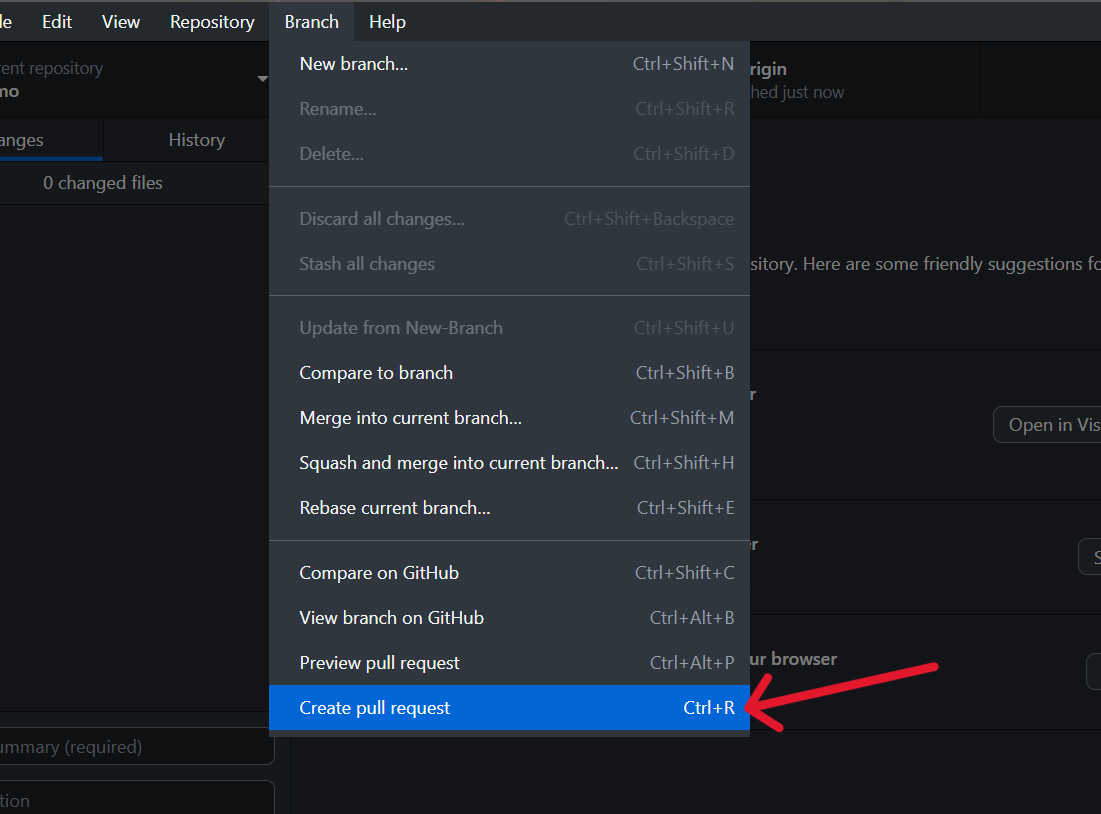 le Edit View Repository Branch Help
rent repository
mo
rigin
hed just now
anges History
0 changed files
New branch... Ctrl+Shift+N
Rename... Ctrl+Shift+R
Delete... Ctrl+Shift+D
Discard all changes... Ctrl+Shift+Backspace
Stash all changes Ctrl+Shift+S
sitory. Here are some friendly suggestions fo
Update from New-Branch Ctrl+Shift+U
Compare to branch Ctrl+Shift+B
r
Merge into current branch... Ctrl+Shift+M
Open in Vis
Squash and merge into current branch... Ctrl+Shift+H
Rebase current branch... Ctrl+Shift+E
er
S
Compare on GitHub Ctrl+Shift+C
View branch on GitHub Ctrl+Alt+B
Preview pull request Ctrl+Alt+P
ur browser
Create pull request Ctrl+R
ummary (required)
tion